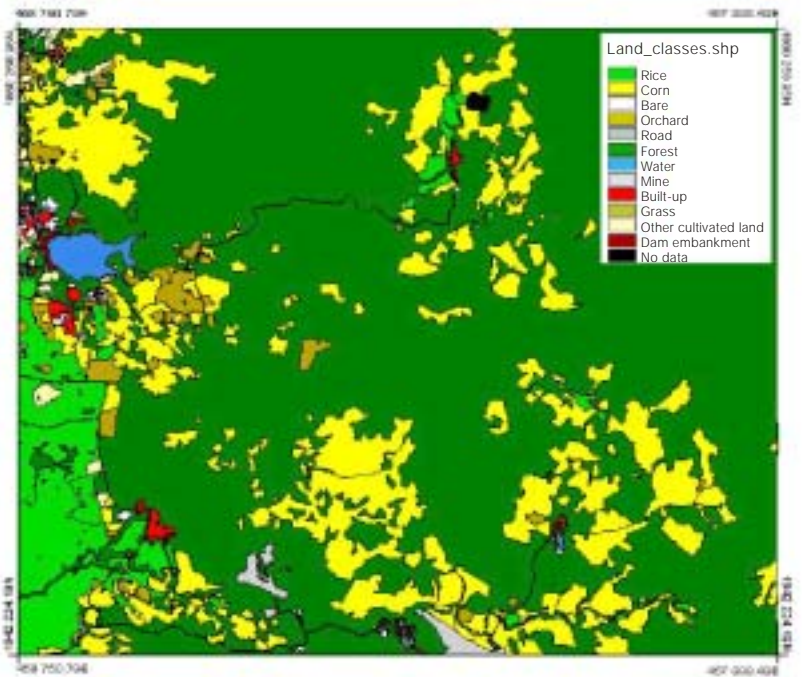 Land_classes.shp
Rice
Corn
Bare
Orchard
Road
Forest
Water
Mine
Built-up
Grass
Other cultivated land
Dam embankment
No data